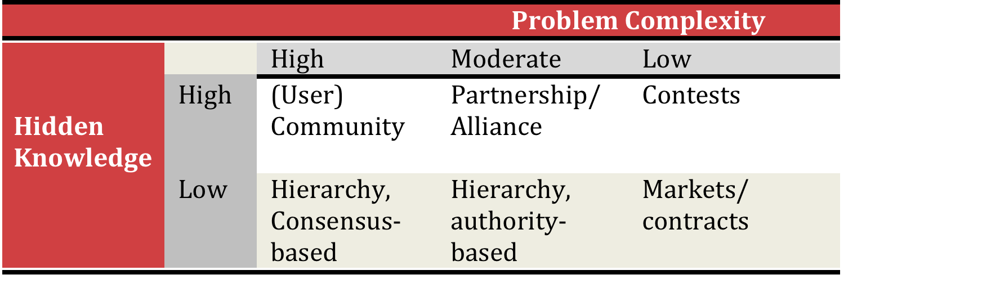 Problem Complexity
High Moderate Low
High (User) Partnership/ Contests
Community Alliance
Hidden
Knowledge
Low Hierarchy, Hierarchy, Markets/
Consensus- authority- contracts
based based